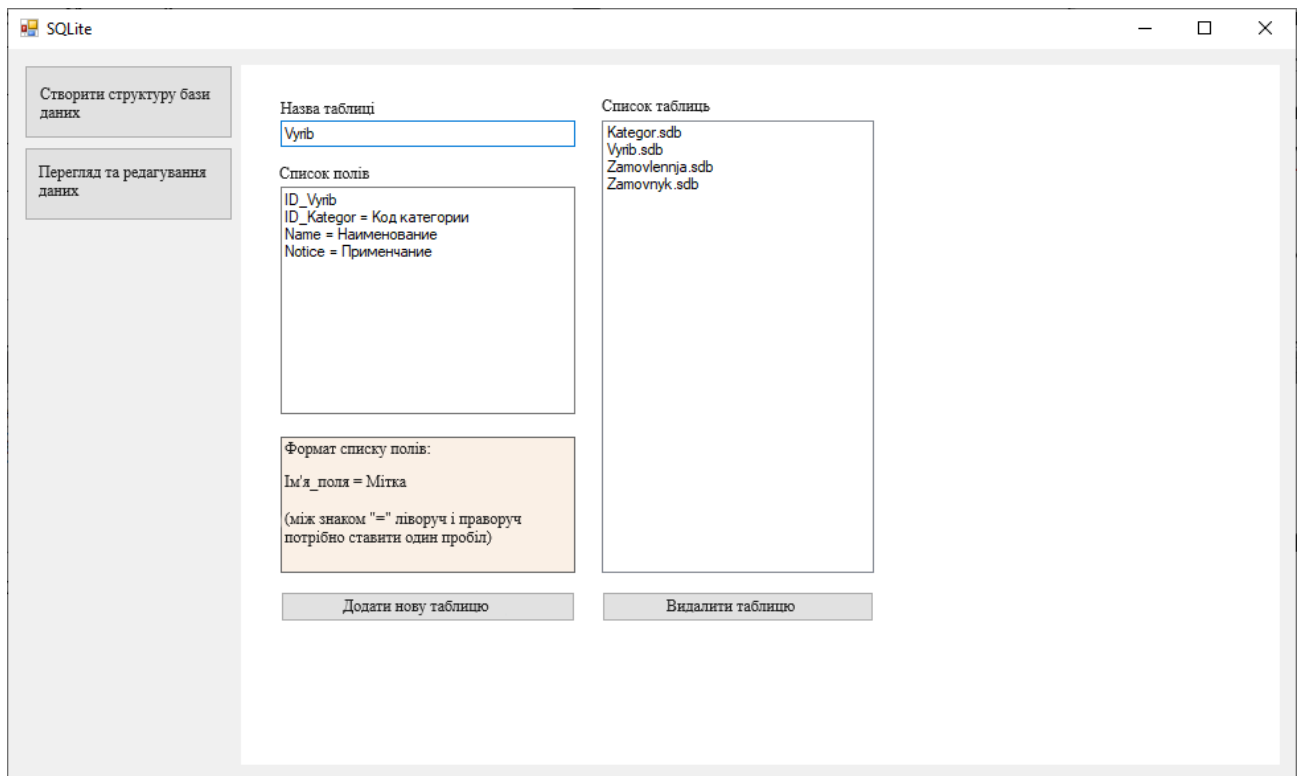 SQLite
Створити структуру бази
даних
Перегляд та редагування
даних
Назва таблиці
Vyrib
Список полів
ID_Vyrib
ID_Kategor = Код категории
Name = Наименование
Notice = Применчание
Формат списку полів:
Ім'я_поля = Мітка
(між знаком "=" ліворуч і праворуч
потрібно ставити один пробіл)
Додати нову таблицю
Список таблиць
Kategor.sdb
Vyrib.sdb
Zamovlennja.sdb
Zamovnyk.sdb
Видалити таблицю